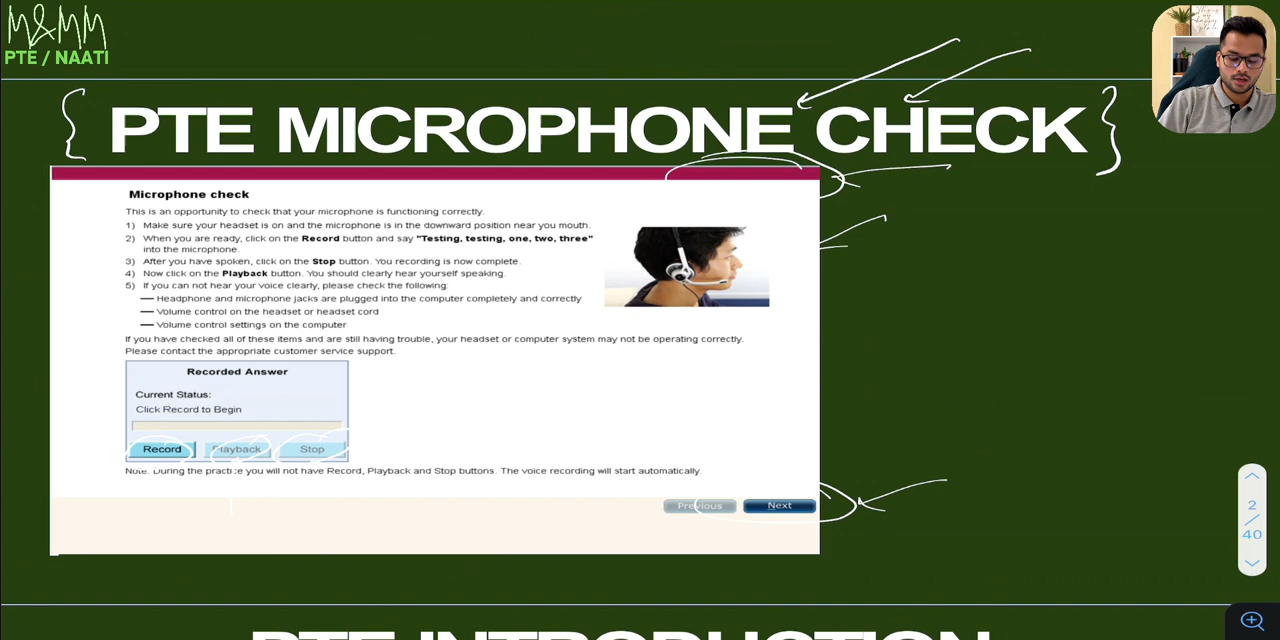 M&MM
PTE / NAATI
PTE MICROPHONE CHECK
Microphone check
This is an opportunity to check that your microphone is functioning correctly.
1) Make sure your headset is on and the microphone is in the downward position near you mouth.
2) When you are ready, click on the Record button and say "Testing, testing, one, two, three"
into the microphone.
3) After you have spoken, click on the Stop button. You recording is now complete.
4) Now click on the Playback button. You should clearly hear yourself speaking.
5) If you can not hear your voice clearly, please check the following:
— Headphone and microphone jacks are plugged into the computer completely and correctly
— Volume control on the headset or headset cord
— Volume control settings on the computer
If you have checked all of these items and are still having trouble, your headset or computer system may not be operating correctly.
Please contact the appropriate customer service support.
Recorded Answer
Current Status:
Click Record to Begin
Record Playback Stop
Note: During the practice you will not have Record, Playback and Stop buttons. The voice recording will start automatically.
Previous Next
2
/
40
PTE INTRODUCTION